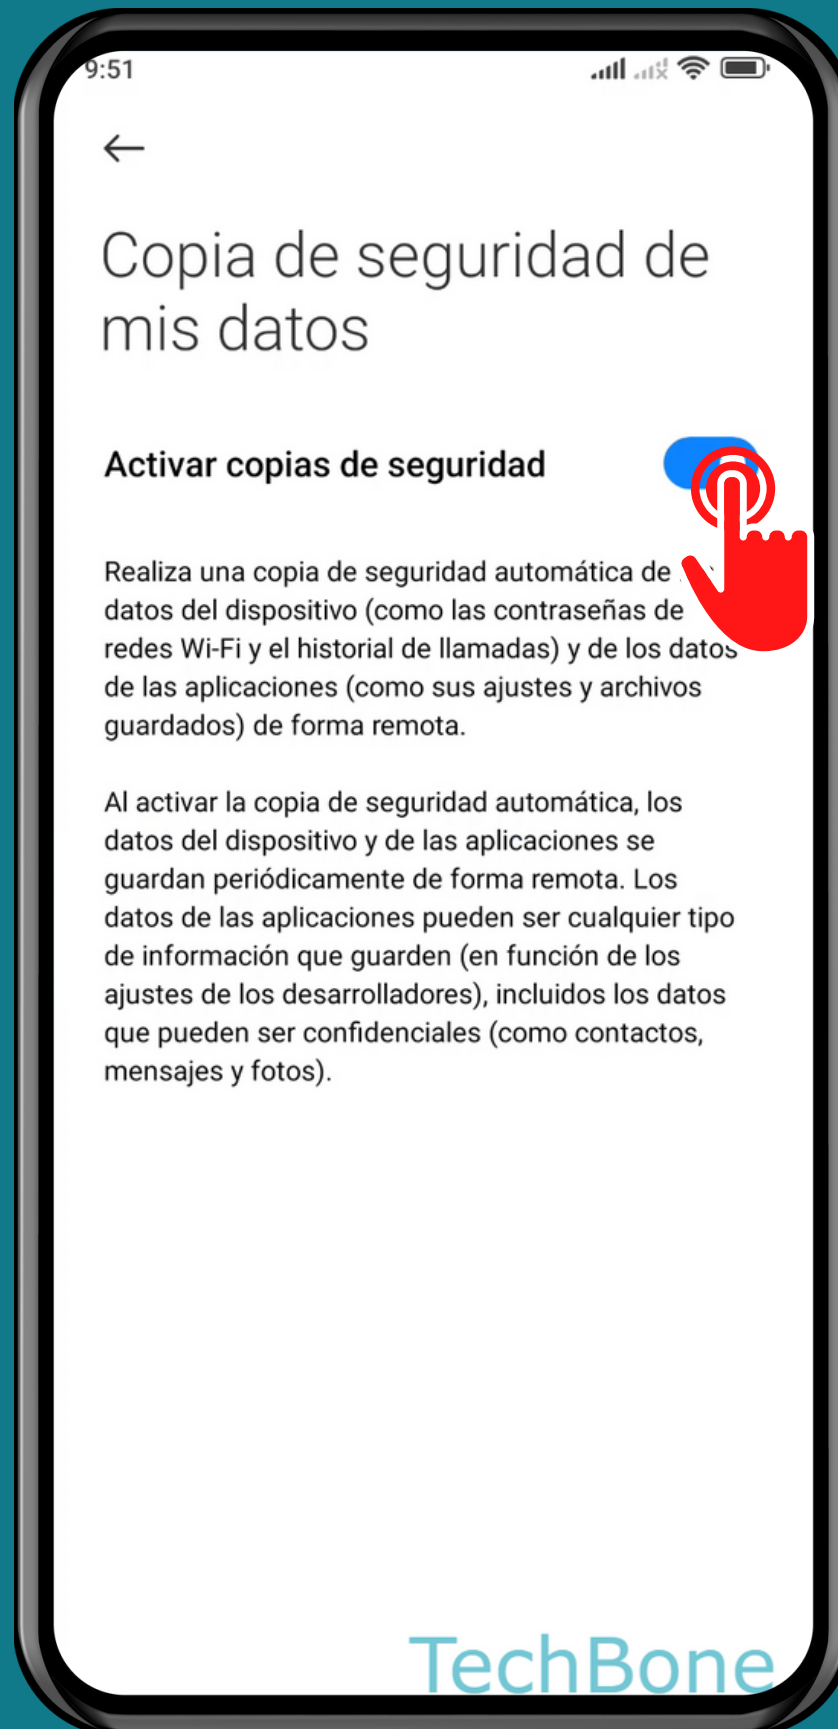 9:51
Copia de seguridad de
mis datos
Activar copias de seguridad
Realiza una copia de seguridad automática de
datos del dispositivo (como las contraseñas de
redes Wi-Fi y el historial de llamadas) y de los datos
de las aplicaciones (como sus ajustes y archivos
guardados) de forma remota.
Al activar la copia de seguridad automática, los
datos del dispositivo y de las aplicaciones se
guardan periódicamente de forma remota. Los
datos de las aplicaciones pueden ser cualquier tipo
de información que guarden (en función de los
ajustes de los desarrolladores), incluidos los datos
que pueden ser confidenciales (como contactos,
mensajes y fotos).
TechBone